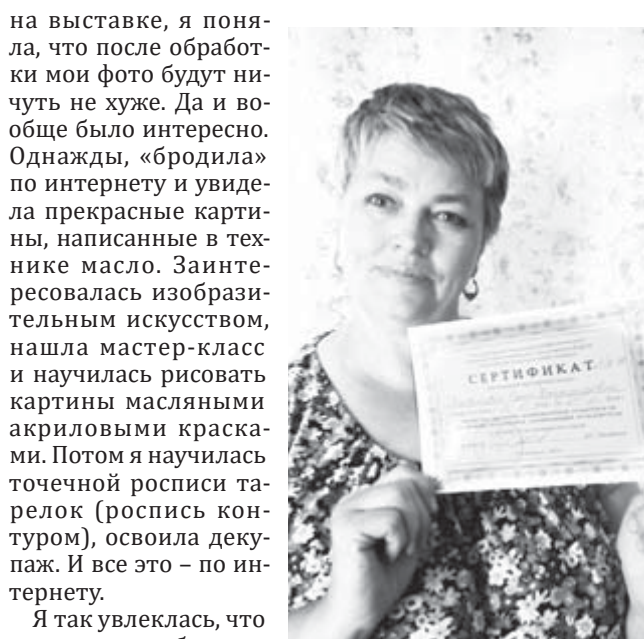 на выставке, я поня-
ла, что после обработ-
ки мои фото будут ни-
чуть не хуже. Да и во-
обще было интересно.
Однажды, «бродила»
по интернету и увиде-
ла прекрасные карти-
ны, написанные в тех-
нике масло. Заинте-
ресовалась изобрази-
тельным искусством,
нашла мастер-класс
и научилась рисовать
картины масляными
акриловыми краска-
ми. Потом я научилась
точечной росписи та-
релок (роспись кон-
туром), освоила деку-
паж. И все это – по ин-
тернету.
Я так увлеклась, что
СЕРТИФИКАТ